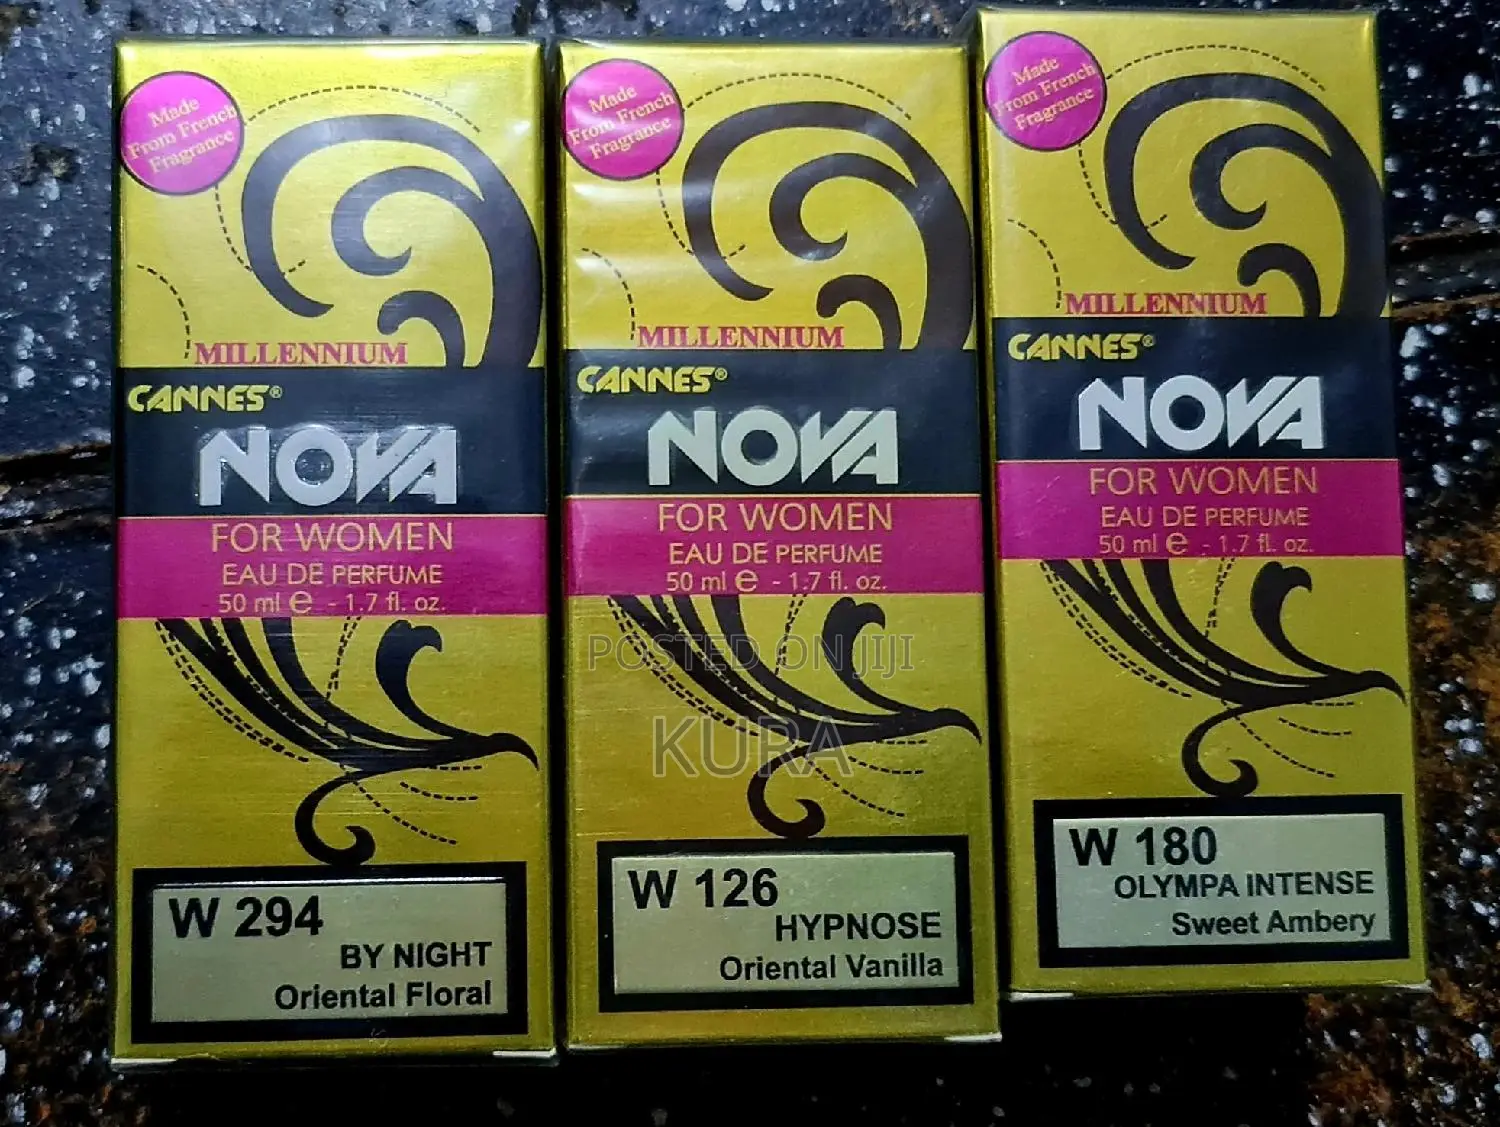 Made
From French
Fragrance
MILLENNIUM
CANNES®
NOVA
FOR WOMEN
EAU DE PERFUME
50 ml e - 1.7 fl. oz.
W 294
BY NIGHT
Oriental Floral
Made
From French
Fragrance
MILLENNIUM
CANNES®
NOVA
FOR WOMEN
EAU DE PERFUME
50 ml e - 1.7 fl. oz.
POSTED ON JIJI
KURA
W 126
HYPNOSE
Oriental Vanilla
Made
From French
Fragrance
MILLENNIUM
CANNES®
NOVA
FOR WOMEN
EAU DE PERFUME
50 ml e - 1.7 fl. oz.
W 180
OLYMPA INTENSE
Sweet Ambery